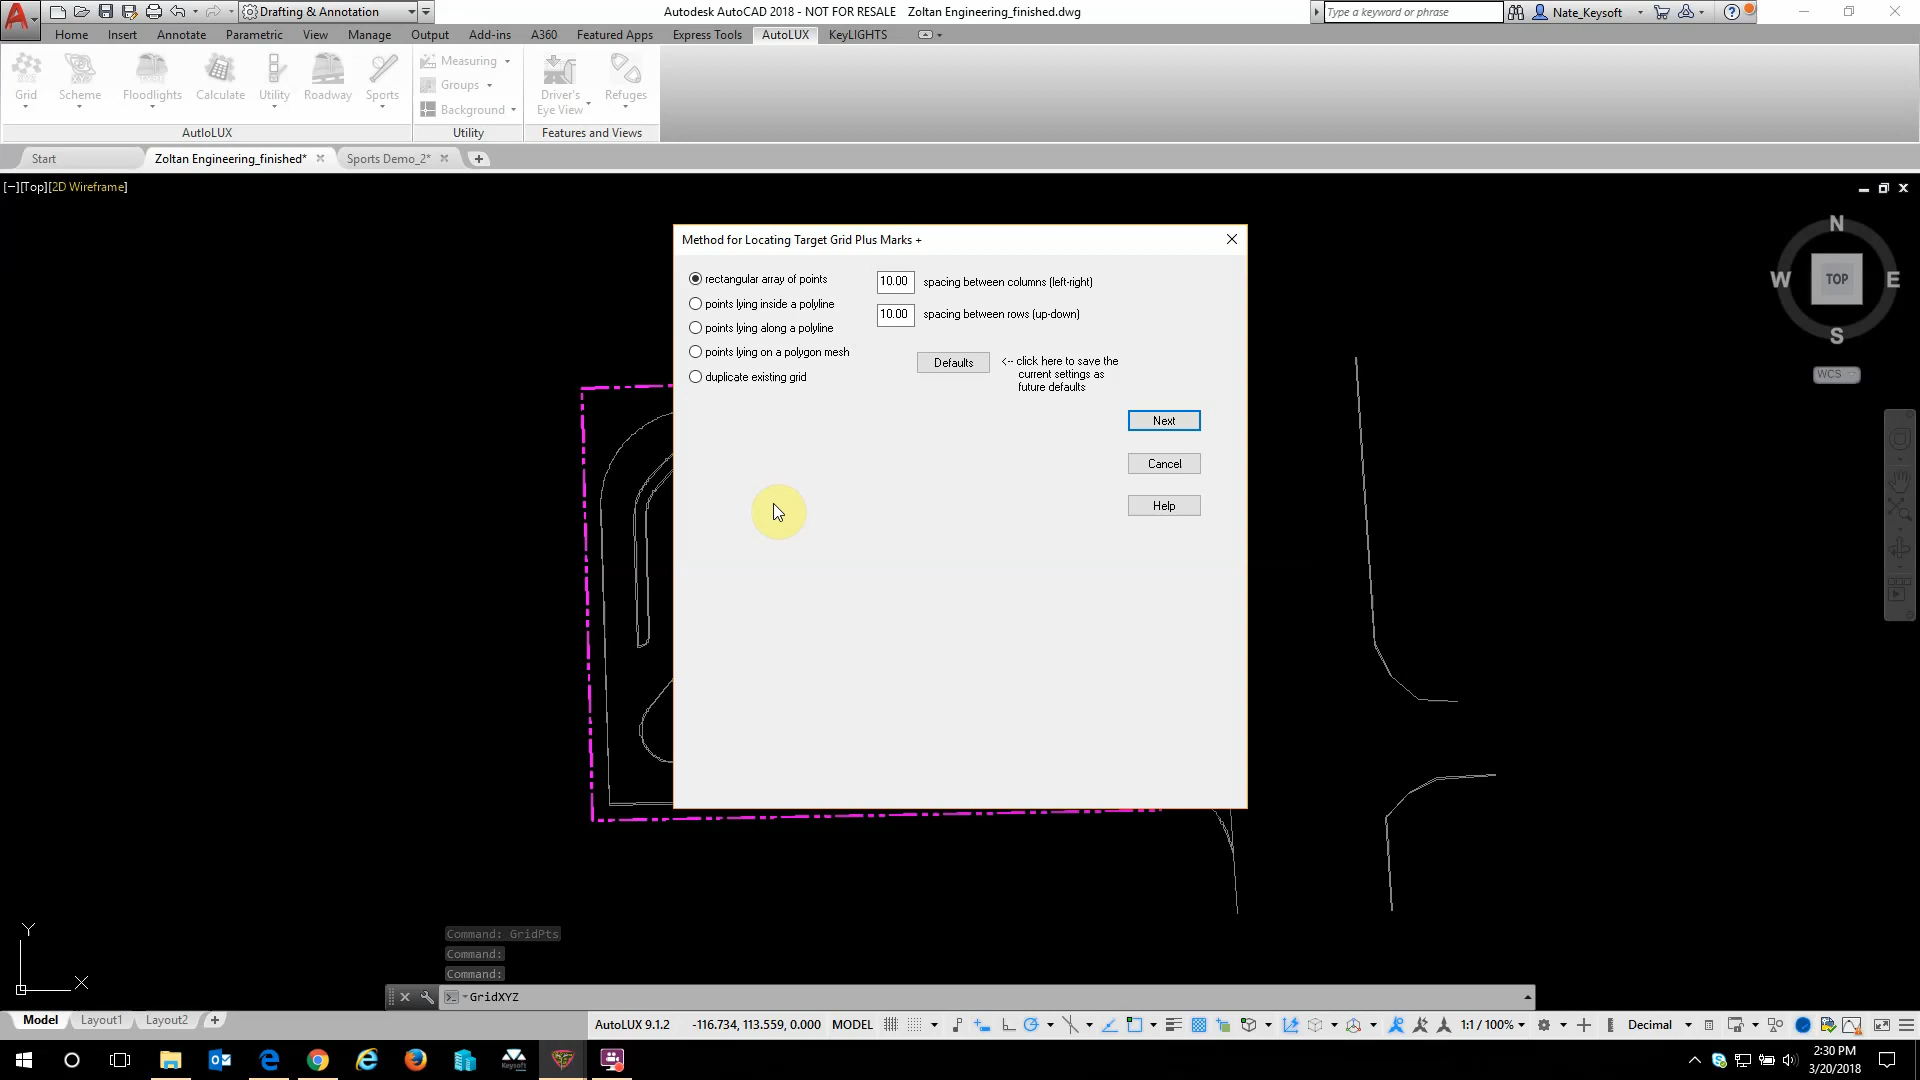 Drafting & Annotation
Autodesk AutoCAD 2018 - NOT FOR RESALE Zoltan Engineering_finished.dwg
Type a keyword or phrase
Nate_Keysoft
Home Insert Annotate Parametric View Manage Output Add-ins A360 Featured Apps Express Tools AutoLUX KeyLIGHTS
Grid
Scheme
Floodlights
Calculate
Utility
Roadway
Sports
Measuring
Groups
Background
Driver's
Eye View
Refuges
AutloLUX
Utility
Features and Views
Start
Zoltan Engineering_finished*
Sports Demo_2*
[−][Top][2D Wireframe]
Method for Locating Target Grid Plus Marks +
rectangular array of points
points lying inside a polyline
points lying along a polyline
points lying on a polygon mesh
duplicate existing grid
10.00 spacing between columns (left-right)
10.00 spacing between rows (up-down)
Defaults
<-- click here to save the
current settings as
future defaults
Next
Cancel
Help
N
W
TOP
E
S
WCS
Y
X
Command: GridPts
Command:
Command:
GridXYZ
Model Layout1 Layout2
AutoLUX 9.1.2 -116.734, 113.559, 0.000 MODEL
1:1 / 100%
Decimal
Keysoft
2:30 PM
3/20/2018